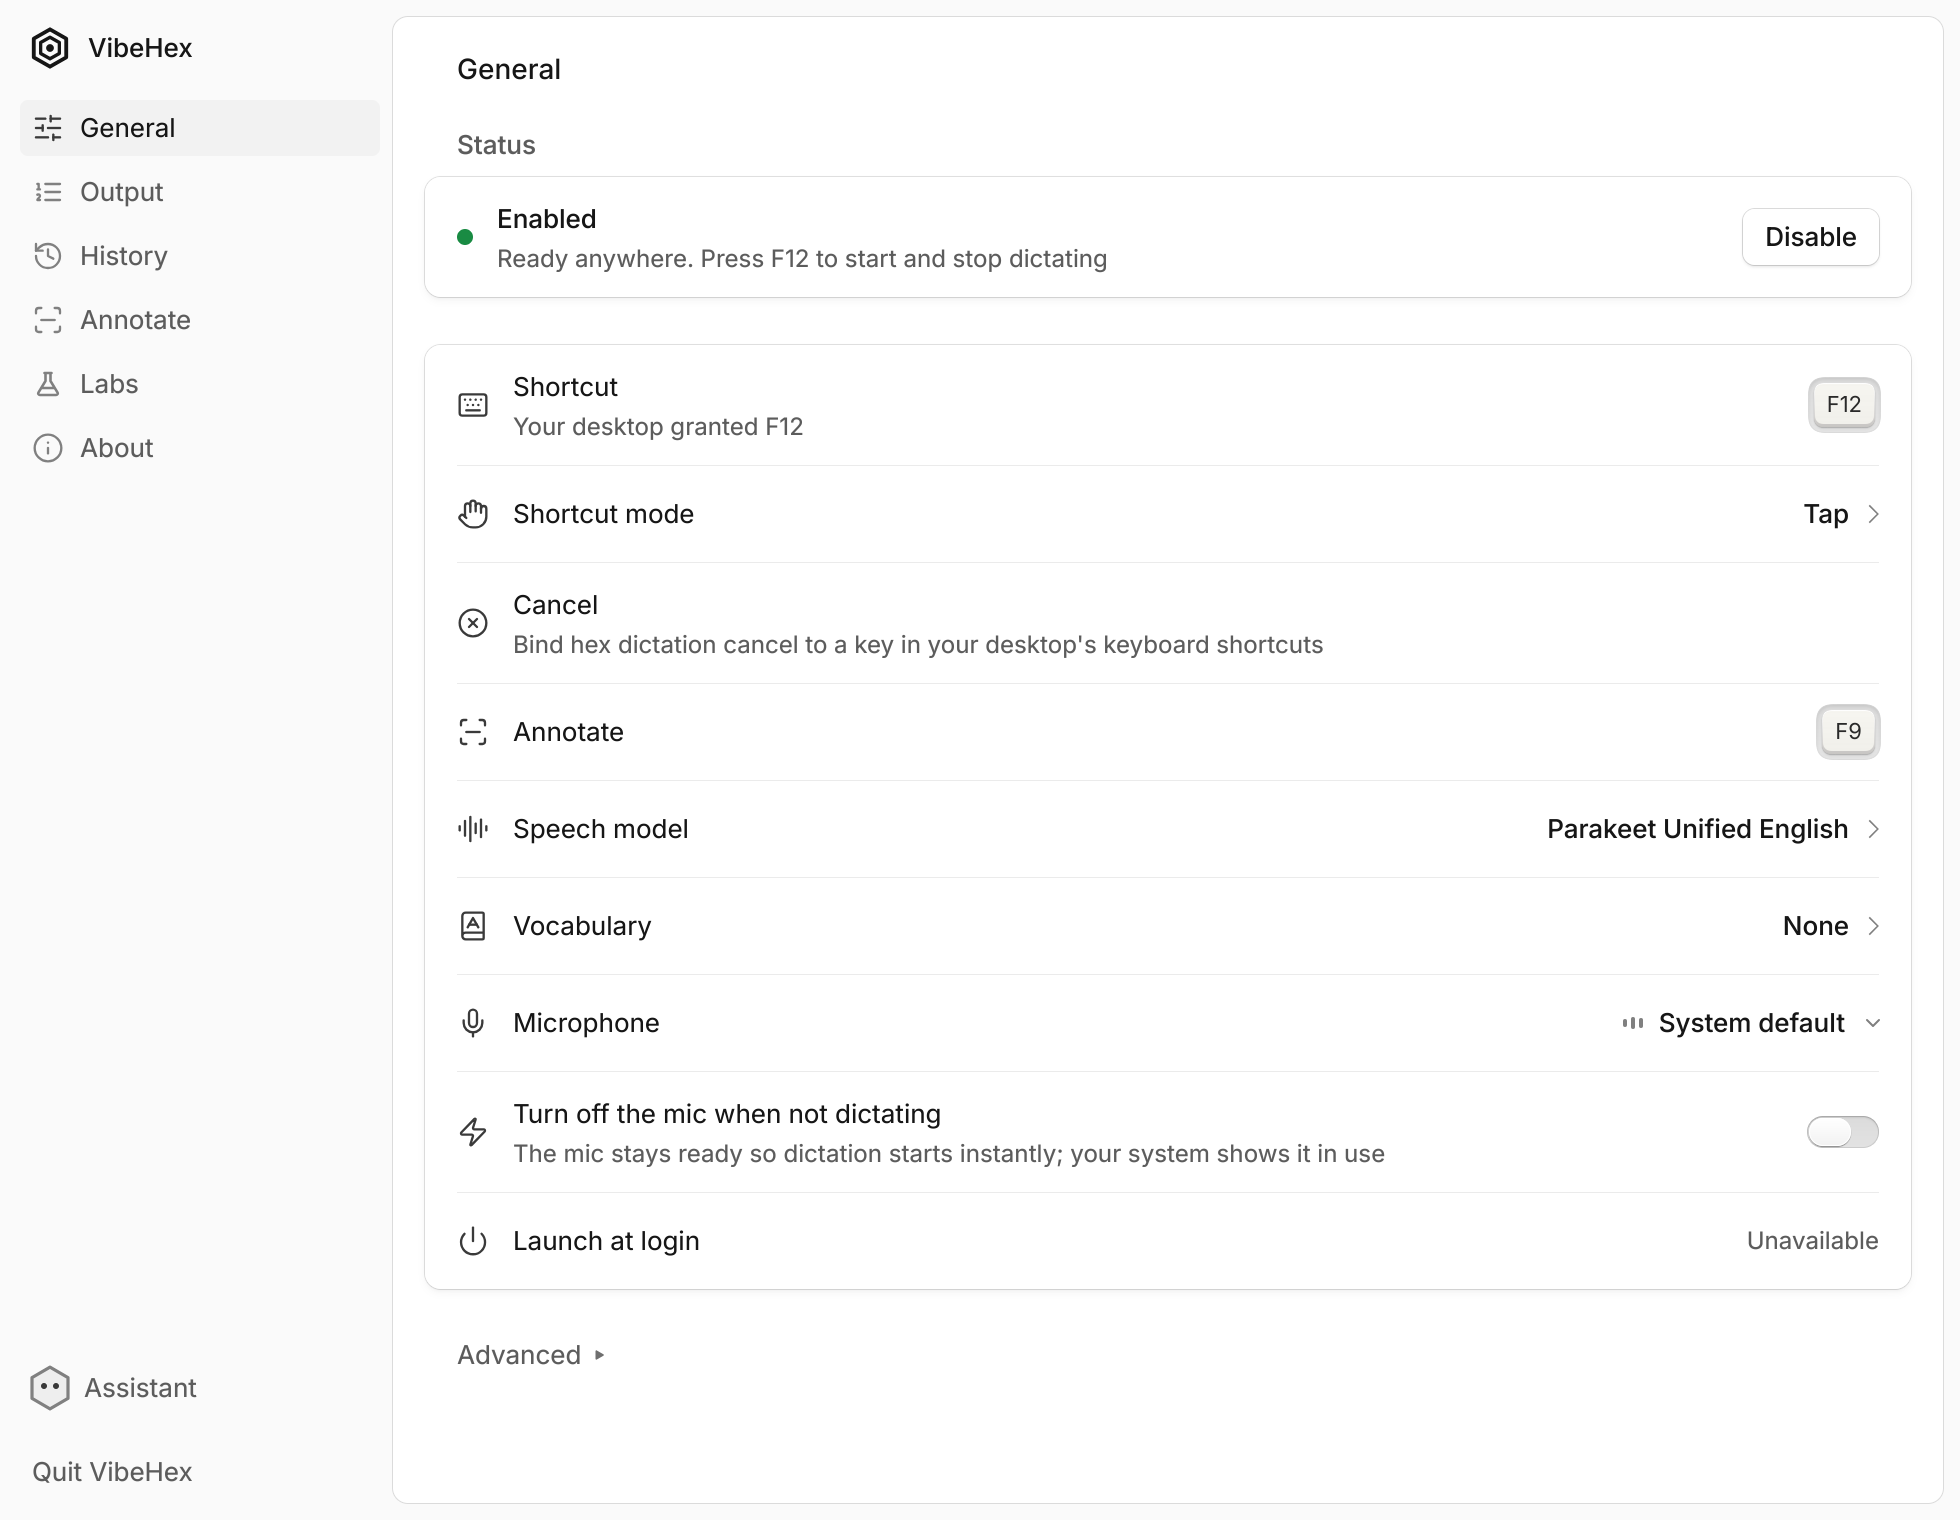 VibeHex
General
Output
History
Annotate
Labs
About
Assistant
Quit VibeHex
General
Status
Enabled
Ready anywhere. Press F12 to start and stop dictating
Disable
Shortcut
Your desktop granted F12
F12
Shortcut mode
Tap
Cancel
Bind hex dictation cancel to a key in your desktop's keyboard shortcuts
Annotate
F9
Speech model
Parakeet Unified English
Vocabulary
None
Microphone
System default
Turn off the mic when not dictating
The mic stays ready so dictation starts instantly; your system shows it in use
Launch at login
Unavailable
Advanced